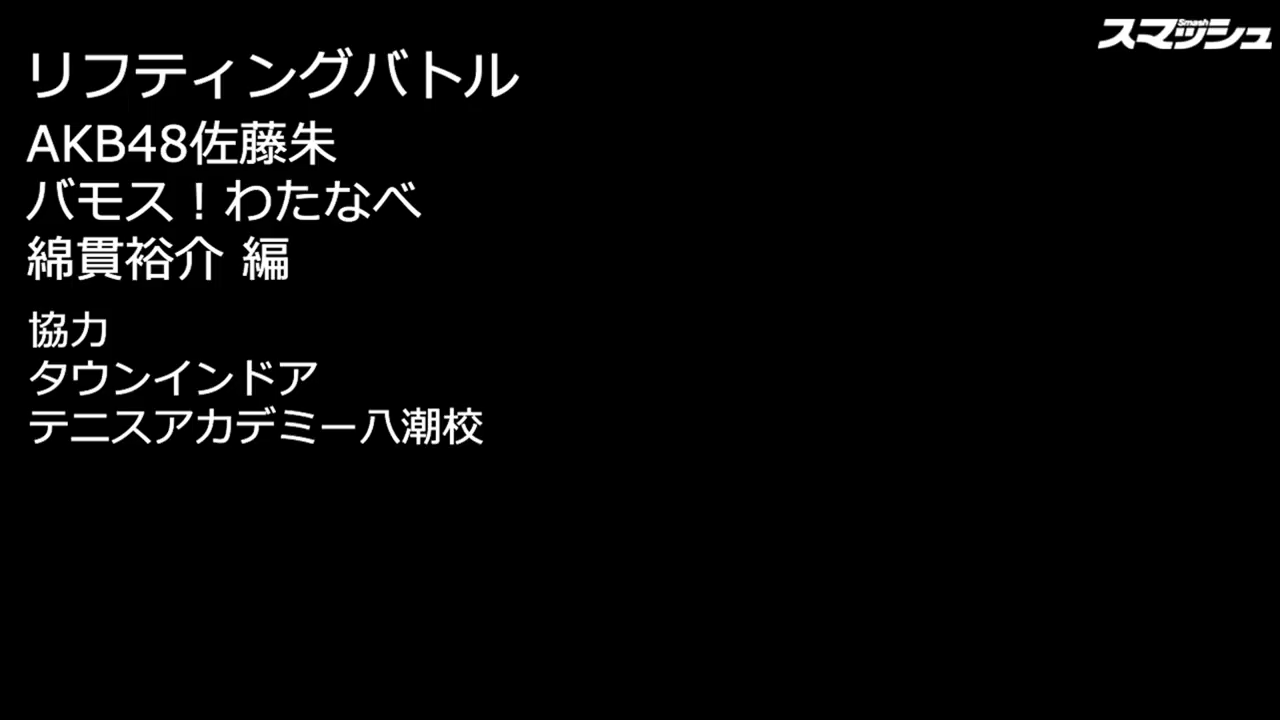 スマッシュ
Smash
リフティングバトル
AKB48佐藤朱
バモス！わたなべ
綿貫裕介 編
協力
タウンインドア
テニスアカデミー八潮校